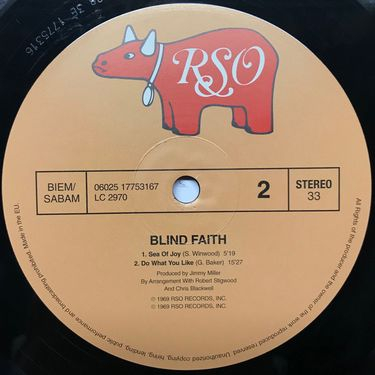 RSO
BIEM/
SABAM
06025 17753167
LC 2970
2
STEREO
33
BLIND FAITH
1. Sea Of Joy (S. Winwood) 5'19
2. Do What You Like (G. Baker) 15'27
Produced by Jimmy Miller
By Arrangement With Robert Stigwood
And Chris Blackwell
℗ 1969 RSO RECORDS, INC.
© 1969 RSO RECORDS, INC.
All Rights of the producer and the owner of the work reproduced reserved. Unauthorized copying, hiring, lending, public performance and broadcasting prohibited. Made in the EU.
1775316